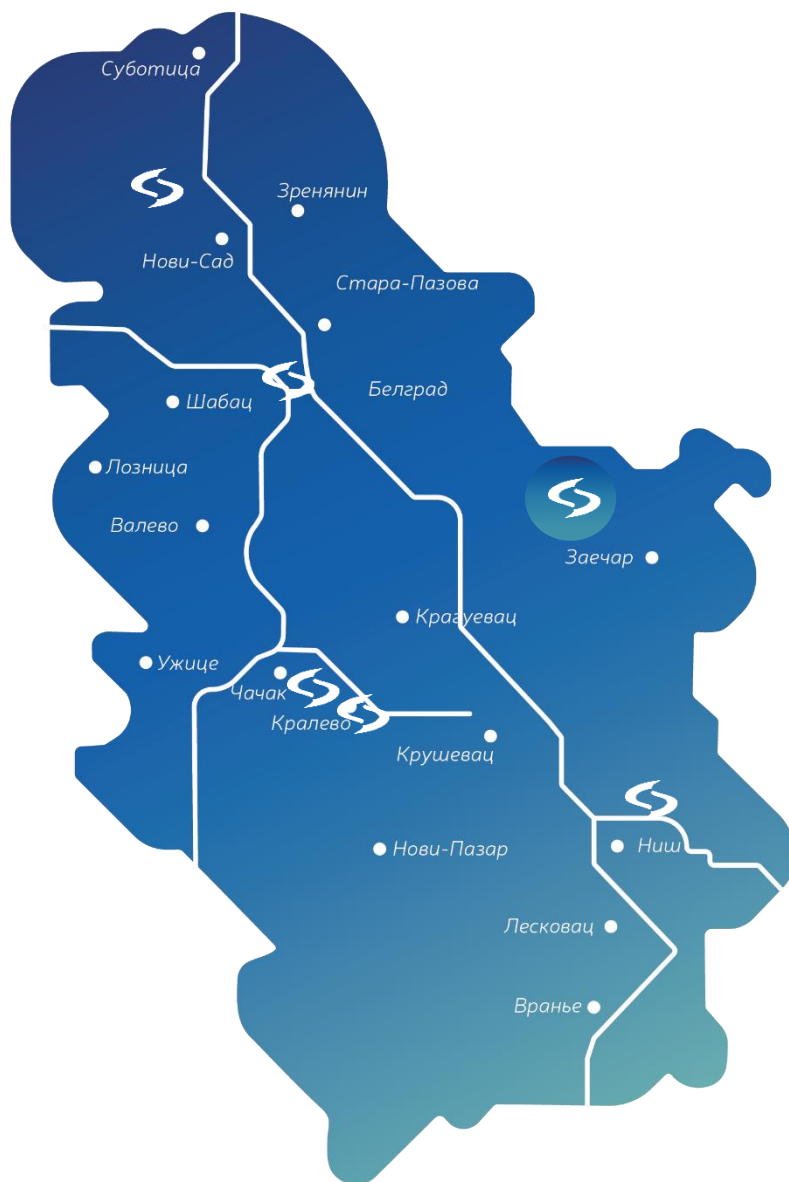 Суботица
Зренянин
Нови-Сад
Стара-Пазова
Белград
Шабац
Лозница
Валево
Заечар
Крагуевац
Ужице
Чачак
Кралево
Крушевац
Нови-Пазар
Ниш
Лесковац
Вранье